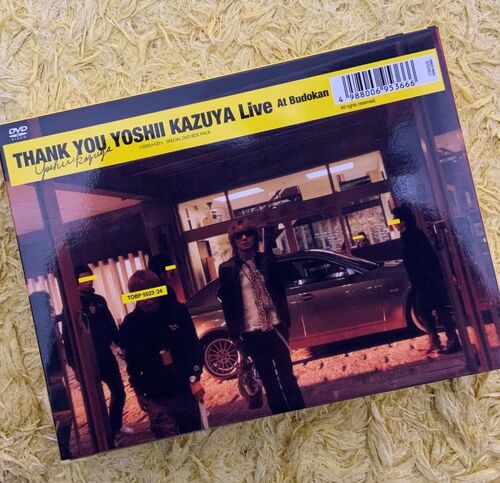 DVD
VIDEO
THANK YOU YOSHII KAZUYA Live At Budokan
Yoshii Kazuya
<DVD+CD> SPECIAL DVD BOX PACK
4 988006 953666
All rights reserved.
TOBF-5523/24